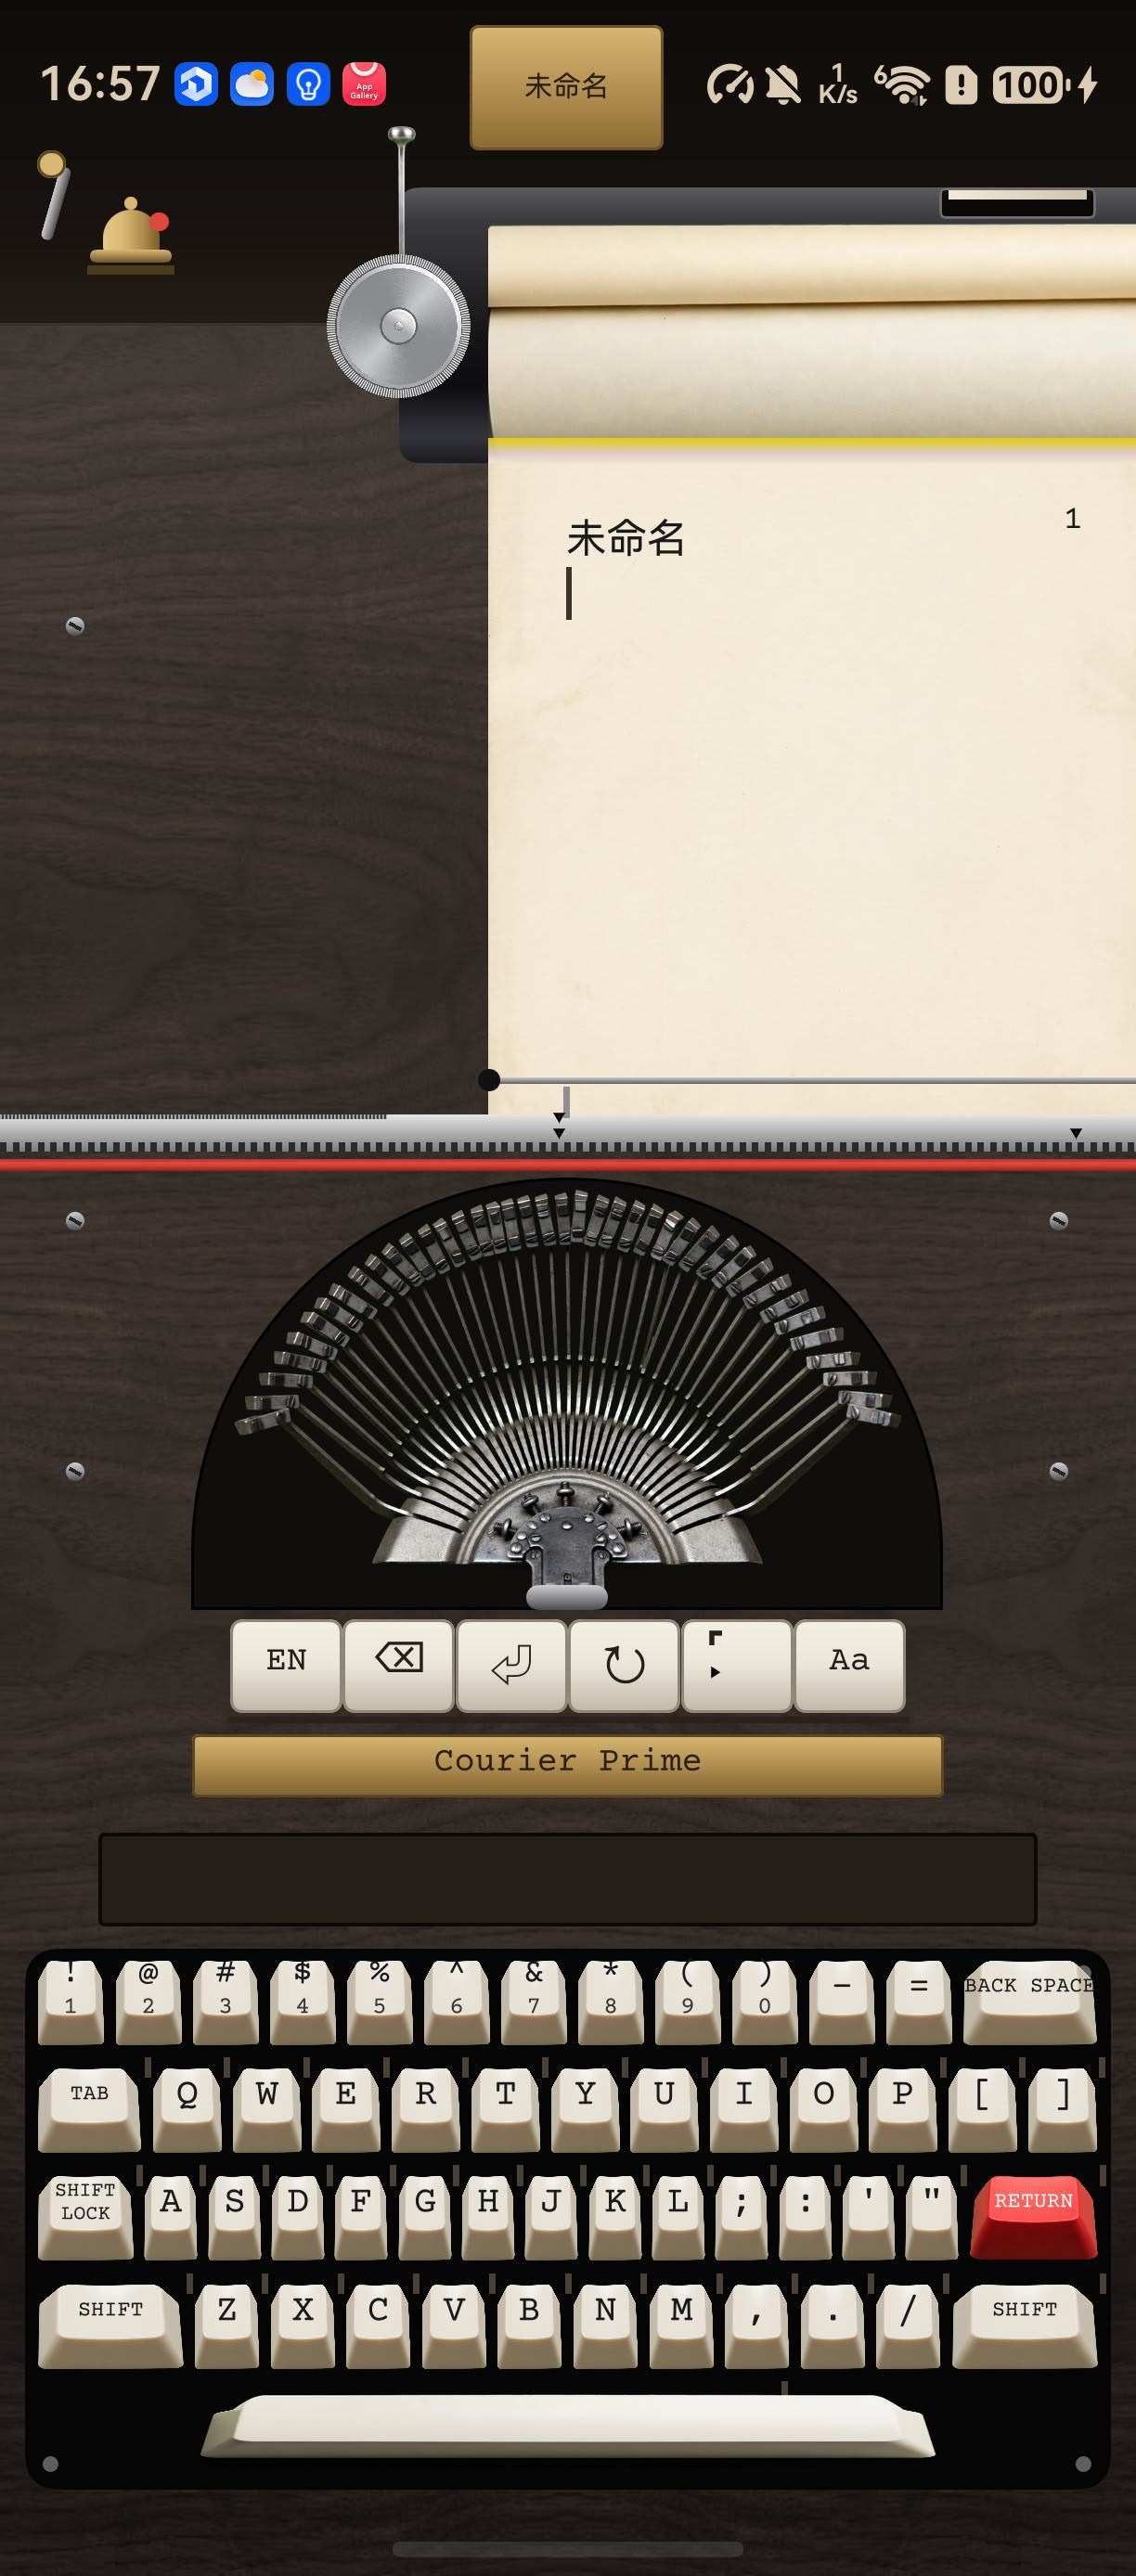 16:57
App
Gallery
未命名
1
K/s
6
100
未命名
1
EN
Aa
Courier Prime
! @ # $ % ^ & * ( ) - = BACK SPACE
1 2 3 4 5 6 7 8 9 0
TAB Q W E R T Y U I O P [ ]
SHIFT LOCK A S D F G H J K L ; : ' " RETURN
SHIFT Z X C V B N M , . / SHIFT